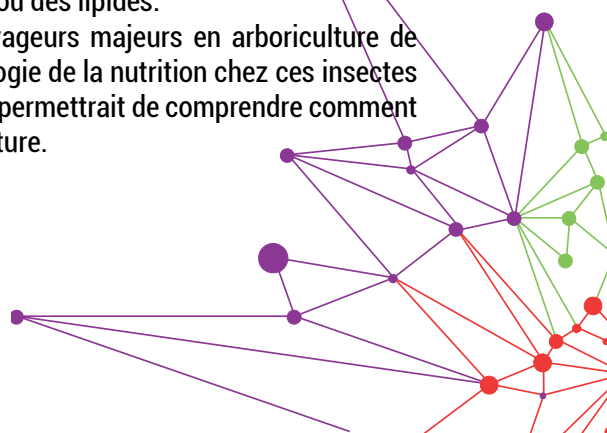 ou des lipides.
ageurs majeurs en arboriculture de
ogie de la nutrition chez ces insectes
permettrait de comprendre comment
ture.